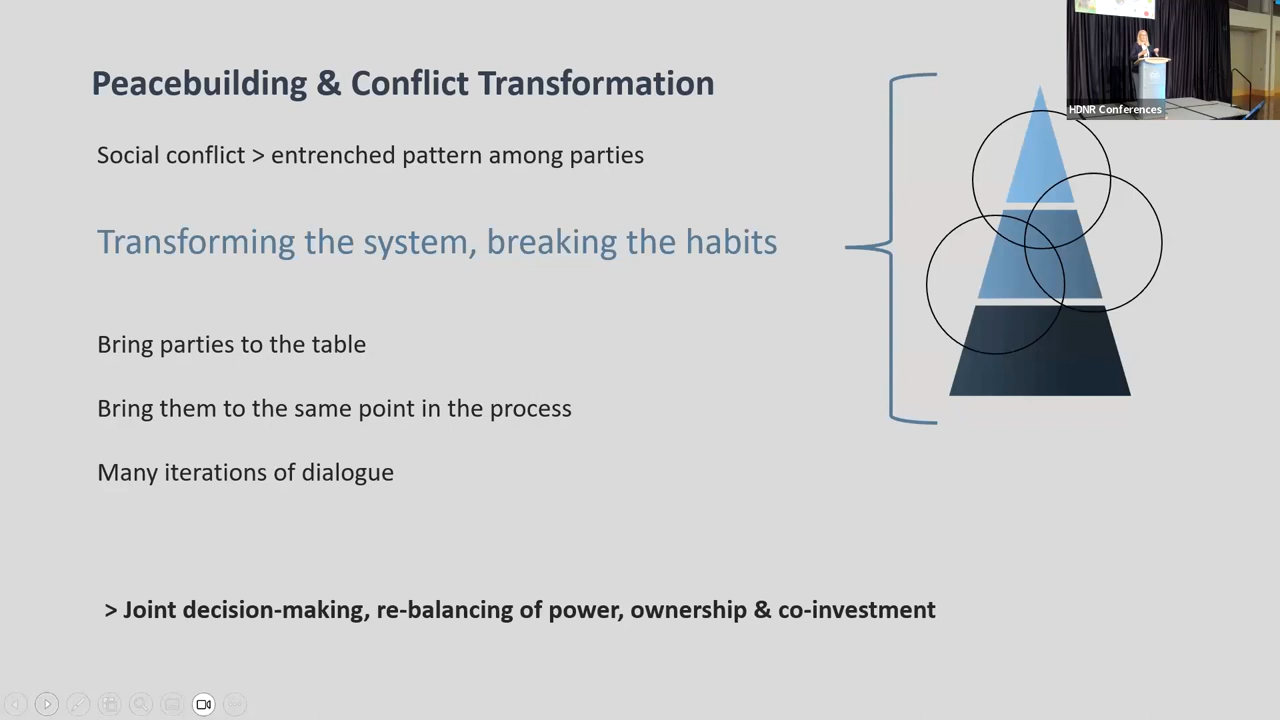 Peacebuilding & Conflict Transformation
Social conflict > entrenched pattern among parties
Transforming the system, breaking the habits
Bring parties to the table
Bring them to the same point in the process
Many iterations of dialogue
> Joint decision-making, re-balancing of power, ownership & co-investment
HDNR Conferences